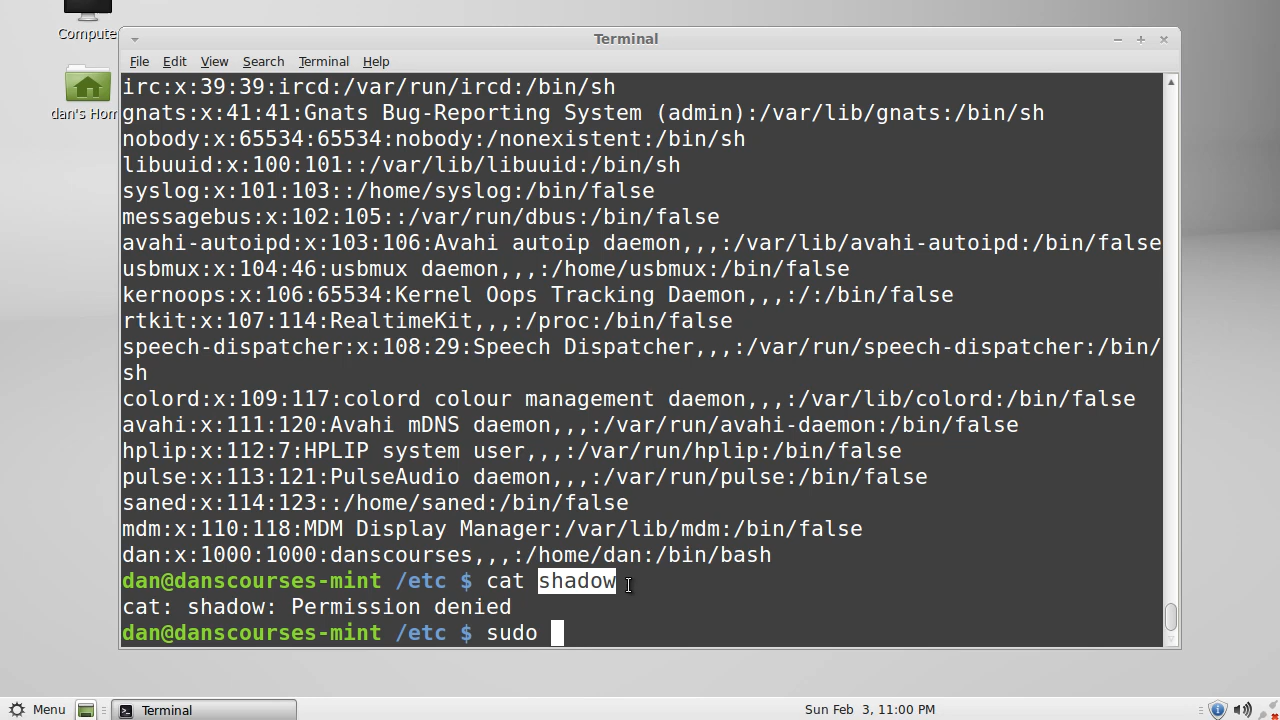 Compute
dan's Hom
Terminal
File Edit View Search Terminal Help
irc:x:39:39:ircd:/var/run/ircd:/bin/sh
gnats:x:41:41:Gnats Bug-Reporting System (admin):/var/lib/gnats:/bin/sh
nobody:x:65534:65534:nobody:/nonexistent:/bin/sh
libuuid:x:100:101::/var/lib/libuuid:/bin/sh
syslog:x:101:103::/home/syslog:/bin/false
messagebus:x:102:105::/var/run/dbus:/bin/false
avahi-autoipd:x:103:106:Avahi autoip daemon,,,:/var/lib/avahi-autoipd:/bin/false
usbmux:x:104:46:usbmux daemon,,,:/home/usbmux:/bin/false
kernoops:x:106:65534:Kernel Oops Tracking Daemon,,,:/:/bin/false
rtkit:x:107:114:RealtimeKit,,,:/proc:/bin/false
speech-dispatcher:x:108:29:Speech Dispatcher,,,:/var/run/speech-dispatcher:/bin/
sh
colord:x:109:117:colord colour management daemon,,,:/var/lib/colord:/bin/false
avahi:x:111:120:Avahi mDNS daemon,,,:/var/run/avahi-daemon:/bin/false
hplip:x:112:7:HPLIP system user,,,:/var/run/hplip:/bin/false
pulse:x:113:121:PulseAudio daemon,,,:/var/run/pulse:/bin/false
saned:x:114:123::/home/saned:/bin/false
mdm:x:110:118:MDM Display Manager:/var/lib/mdm:/bin/false
dan:x:1000:1000:danscourses,,,:/home/dan:/bin/bash
dan@danscourses-mint /etc $ cat shadow
cat: shadow: Permission denied
dan@danscourses-mint /etc $ sudo
Menu Terminal Sun Feb 3, 11:00 PM